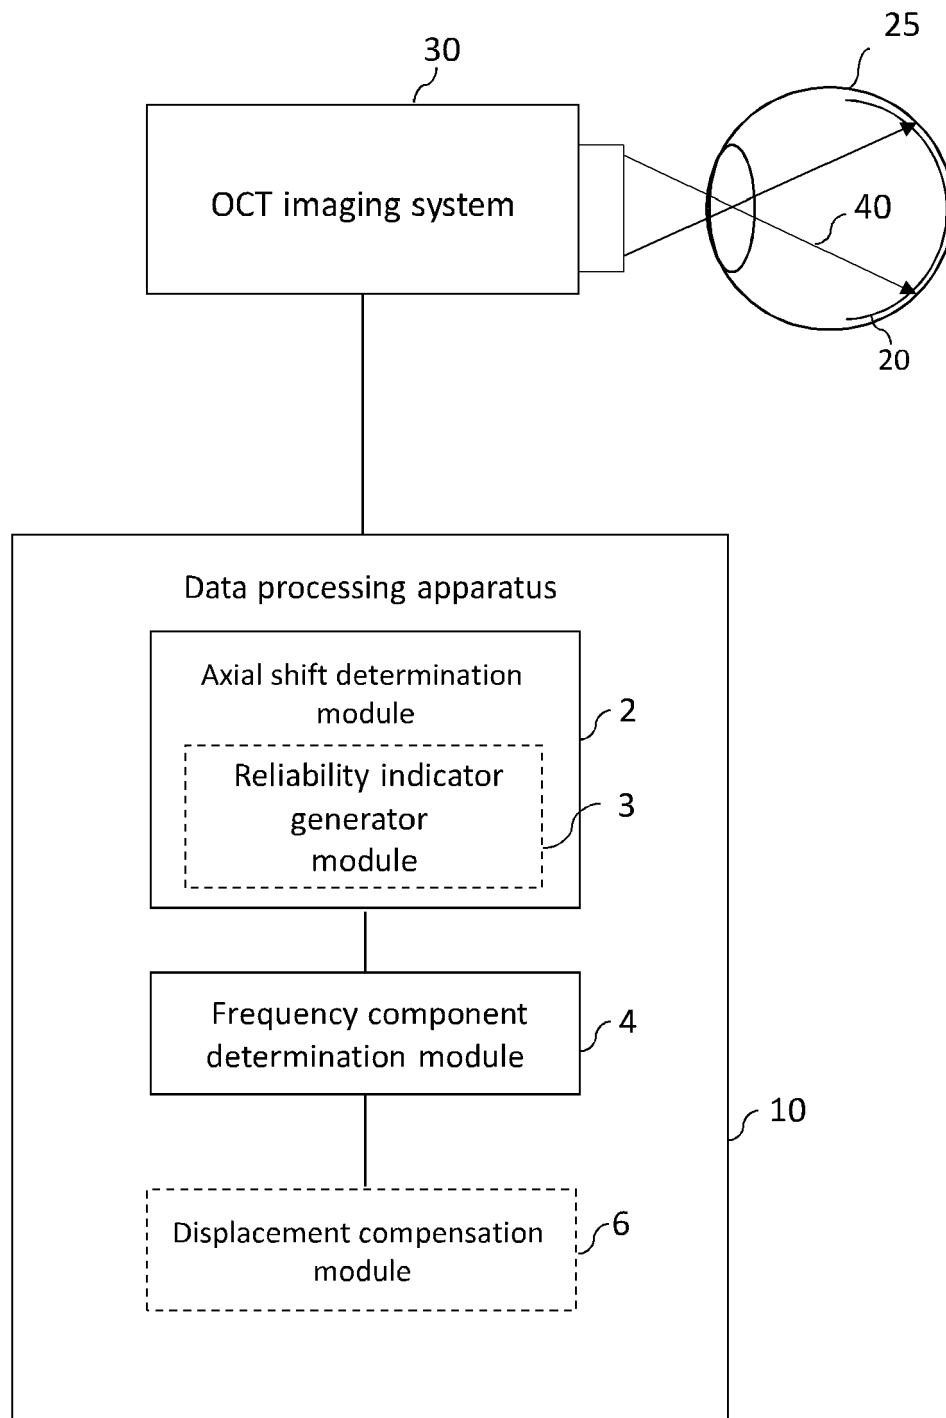 25
30
OCT imaging system
40
20
Data processing apparatus
Axial shift determination
module
2
Reliability indicator
generator
module
3
Frequency component
determination module
4
10
Displacement compensation
module
6